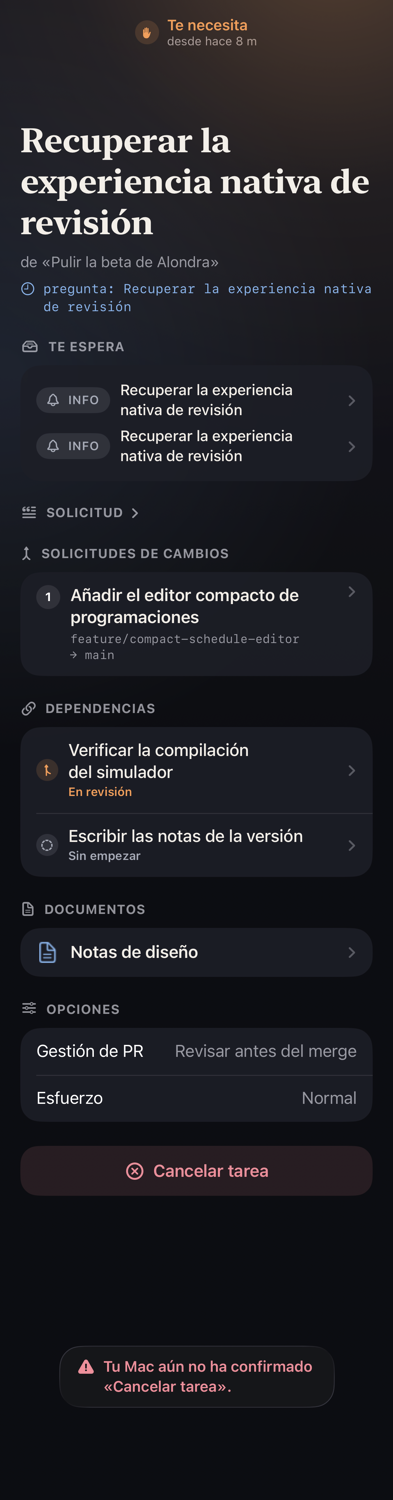 Te necesita
desde hace 8 m
Recuperar la
experiencia nativa de
revisión
de «Pulir la beta de Alondra»
pregunta: Recuperar la experiencia nativa
de revisión
TE ESPERA
INFO
Recuperar la experiencia
nativa de revisión
INFO
Recuperar la experiencia
nativa de revisión
SOLICITUD
SOLICITUDES DE CAMBIOS
1
Añadir el editor compacto de
programaciones
feature/compact-schedule-editor
→ main
DEPENDENCIAS
Verificar la compilación
del simulador
En revisión
Escribir las notas de la versión
Sin empezar
DOCUMENTOS
Notas de diseño
OPCIONES
Gestión de PR Revisar antes del merge
Esfuerzo Normal
Cancelar tarea
Tu Mac aún no ha confirmado
«Cancelar tarea».